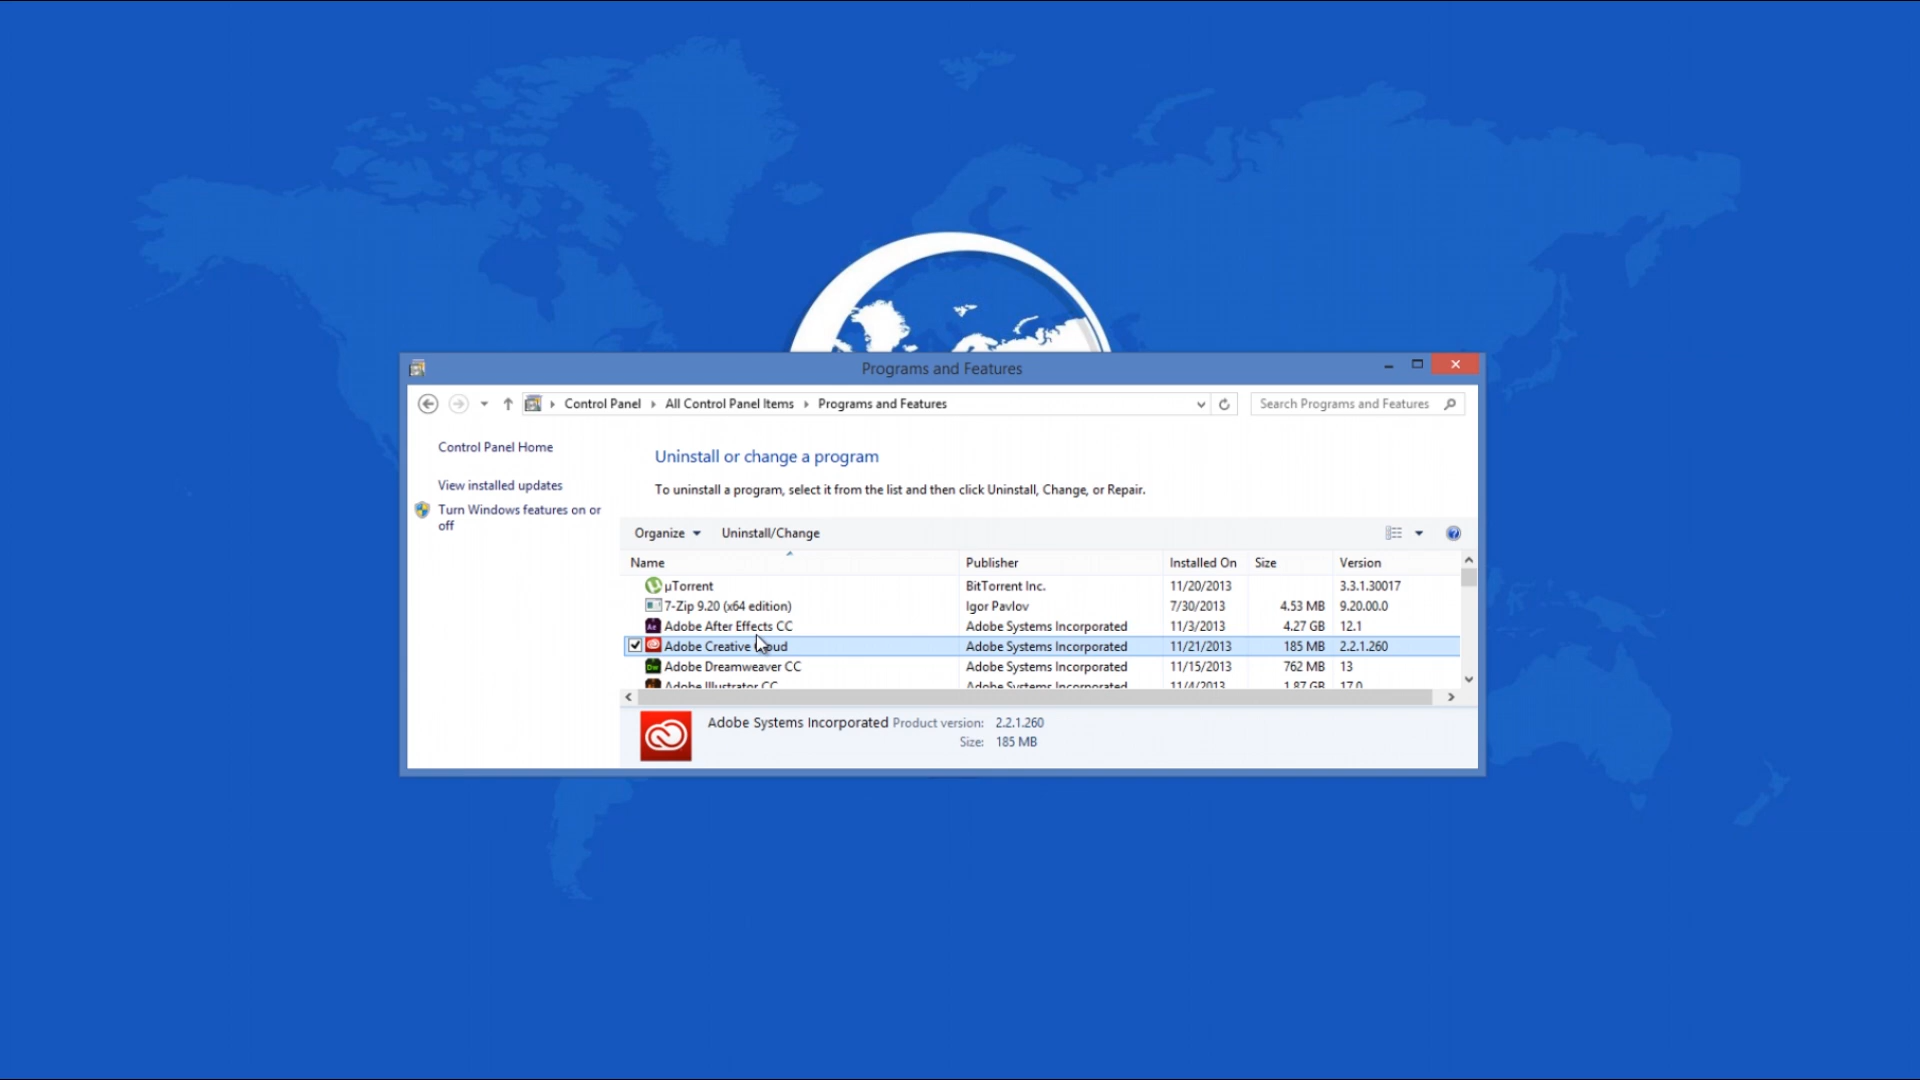 Programs and Features
Control Panel All Control Panel Items Programs and Features Search Programs and Features
Control Panel Home
View installed updates
Turn Windows features on or
off
Uninstall or change a program
To uninstall a program, select it from the list and then click Uninstall, Change, or Repair.
Organize Uninstall/Change
Name Publisher Installed On Size Version
µTorrent BitTorrent Inc. 11/20/2013 3.3.1.30017
7-Zip 9.20 (x64 edition) Igor Pavlov 7/30/2013 4.53 MB 9.20.00.0
Ae Adobe After Effects CC Adobe Systems Incorporated 11/3/2013 4.27 GB 12.1
Adobe Creative Cloud Adobe Systems Incorporated 11/21/2013 185 MB 2.2.1.260
Dw Adobe Dreamweaver CC Adobe Systems Incorporated 11/15/2013 762 MB 13
Adobe Illustrator CC Adobe Systems Incorporated 11/4/2013 1.87 GB 17.0
Adobe Systems Incorporated Product version: 2.2.1.260
Size: 185 MB